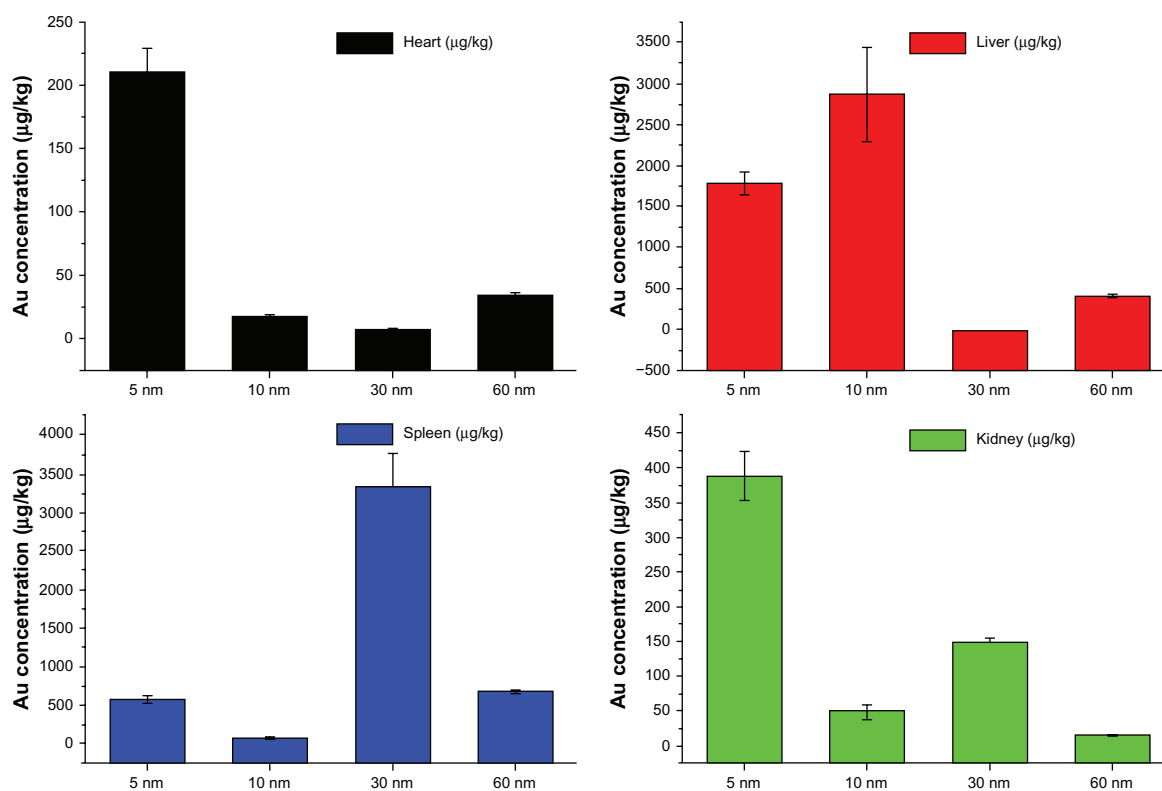 250
200
150
100
50
0
Au concentration (μg/kg)
Heart (μg/kg)
5 nm 10 nm 30 nm 60 nm
3500
3000
2500
2000
1500
1000
500
0
−500
Au concentration (μg/kg)
Liver (μg/kg)
5 nm 10 nm 30 nm 60 nm
4000
3500
3000
2500
2000
1500
1000
500
0
Au concentration (μg/kg)
Spleen (μg/kg)
5 nm 10 nm 30 nm 60 nm
450
400
350
300
250
200
150
100
50
0
Au concentration (μg/kg)
Kidney (μg/kg)
5 nm 10 nm 30 nm 60 nm